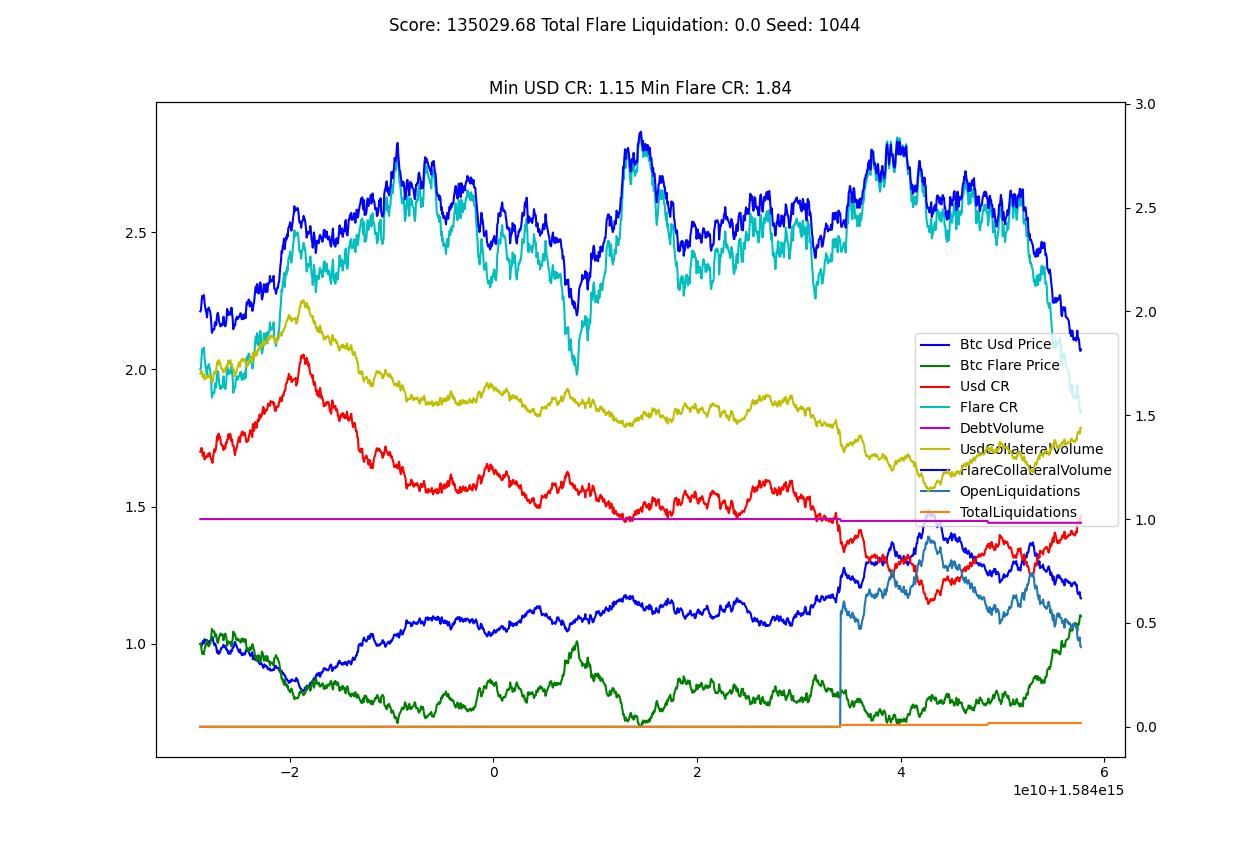 Score: 135029.68 Total Flare Liquidation: 0.0 Seed: 1044
Min USD CR: 1.15 Min Flare CR: 1.84
3.0
2.5
2.5
2.0
2.0
1.5
1.5
1.0
1.0
0.5
0.0
Btc Usd Price
Btc Flare Price
Usd CR
Flare CR
DebtVolume
UsdCollateralVolume
FlareCollateralVolume
OpenLiquidations
TotalLiquidations
−2 0 2 4 6
1e10+1.584e15